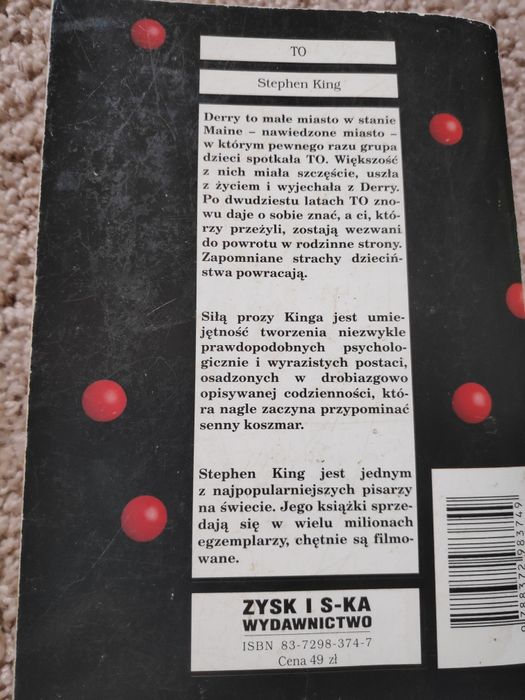 TO
Stephen King
Derry to małe miasto w stanie
Maine – nawiedzone miasto –
w którym pewnego razu grupa
dzieci spotkała TO. Większość
z nich miała szczęście, uszła
z życiem i wyjechała z Derry.
Po dwudziestu latach TO zno-
wu daje o sobie znać, a ci, któ-
rzy przeżyli, zostają wezwani
do powrotu w rodzinne strony.
Zapomniane strachy dzieciń-
stwa powracają.
Siłą prozy Kinga jest umie-
jętność tworzenia niezwykle
prawdopodobnych psycholo-
gicznie i wyrazistych postaci,
osadzonych w drobiazgowo
opisywanej codzienności, któ-
ra nagle zaczyna przypominać
senny koszmar.
Stephen King jest jednym
z najpopularniejszych pisarzy
na świecie. Jego książki sprze-
dają się w wielu milionach
egzemplarzy, chętnie są filmo-
wane.
ZYSK I S-KA
WYDAWNICTWO
ISBN 83-7298-374-7
Cena 49 zł
9788372983749